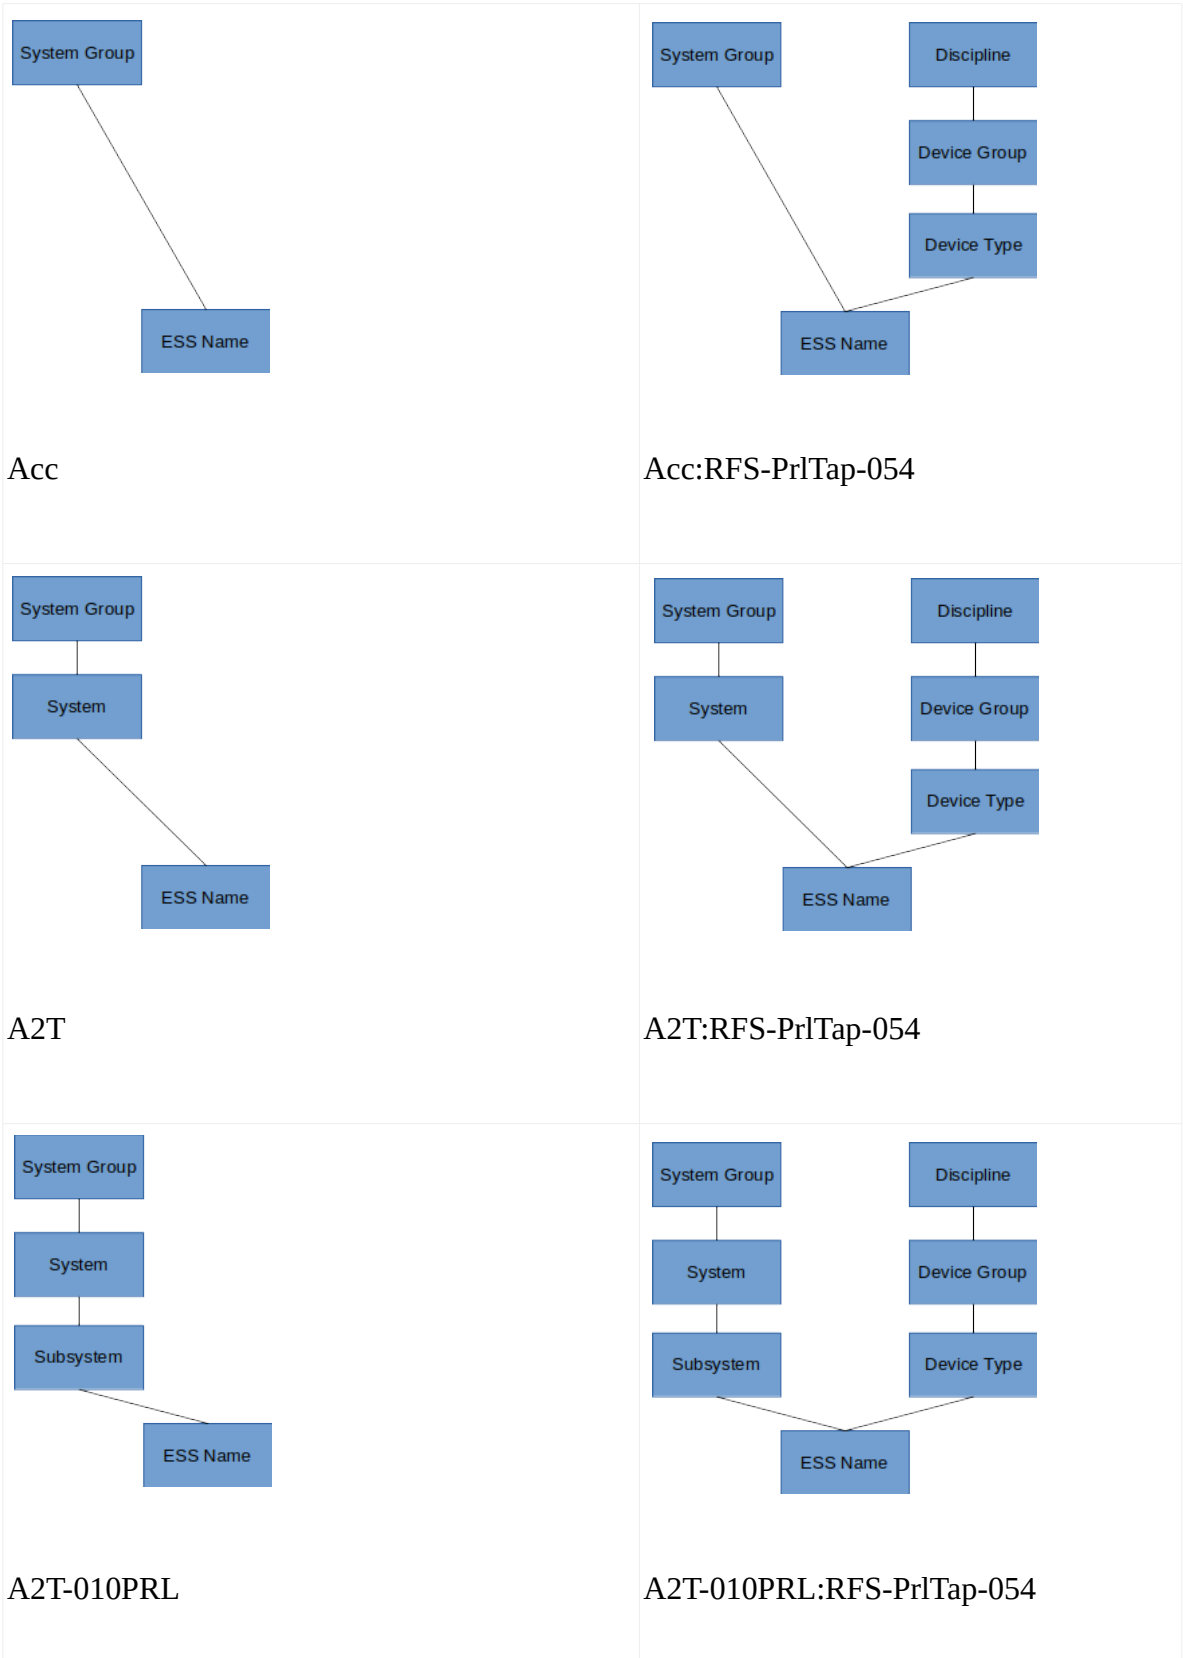 System Group
ESS Name
Acc
System Group
Discipline
Device Group
Device Type
ESS Name
Acc:RFS-PrlTap-054
System Group
System
ESS Name
A2T
System Group
Discipline
System
Device Group
Device Type
ESS Name
A2T:RFS-PrlTap-054
System Group
System
Subsystem
ESS Name
A2T-010PRL
System Group
Discipline
System
Device Group
Subsystem
Device Type
ESS Name
A2T-010PRL:RFS-PrlTap-054